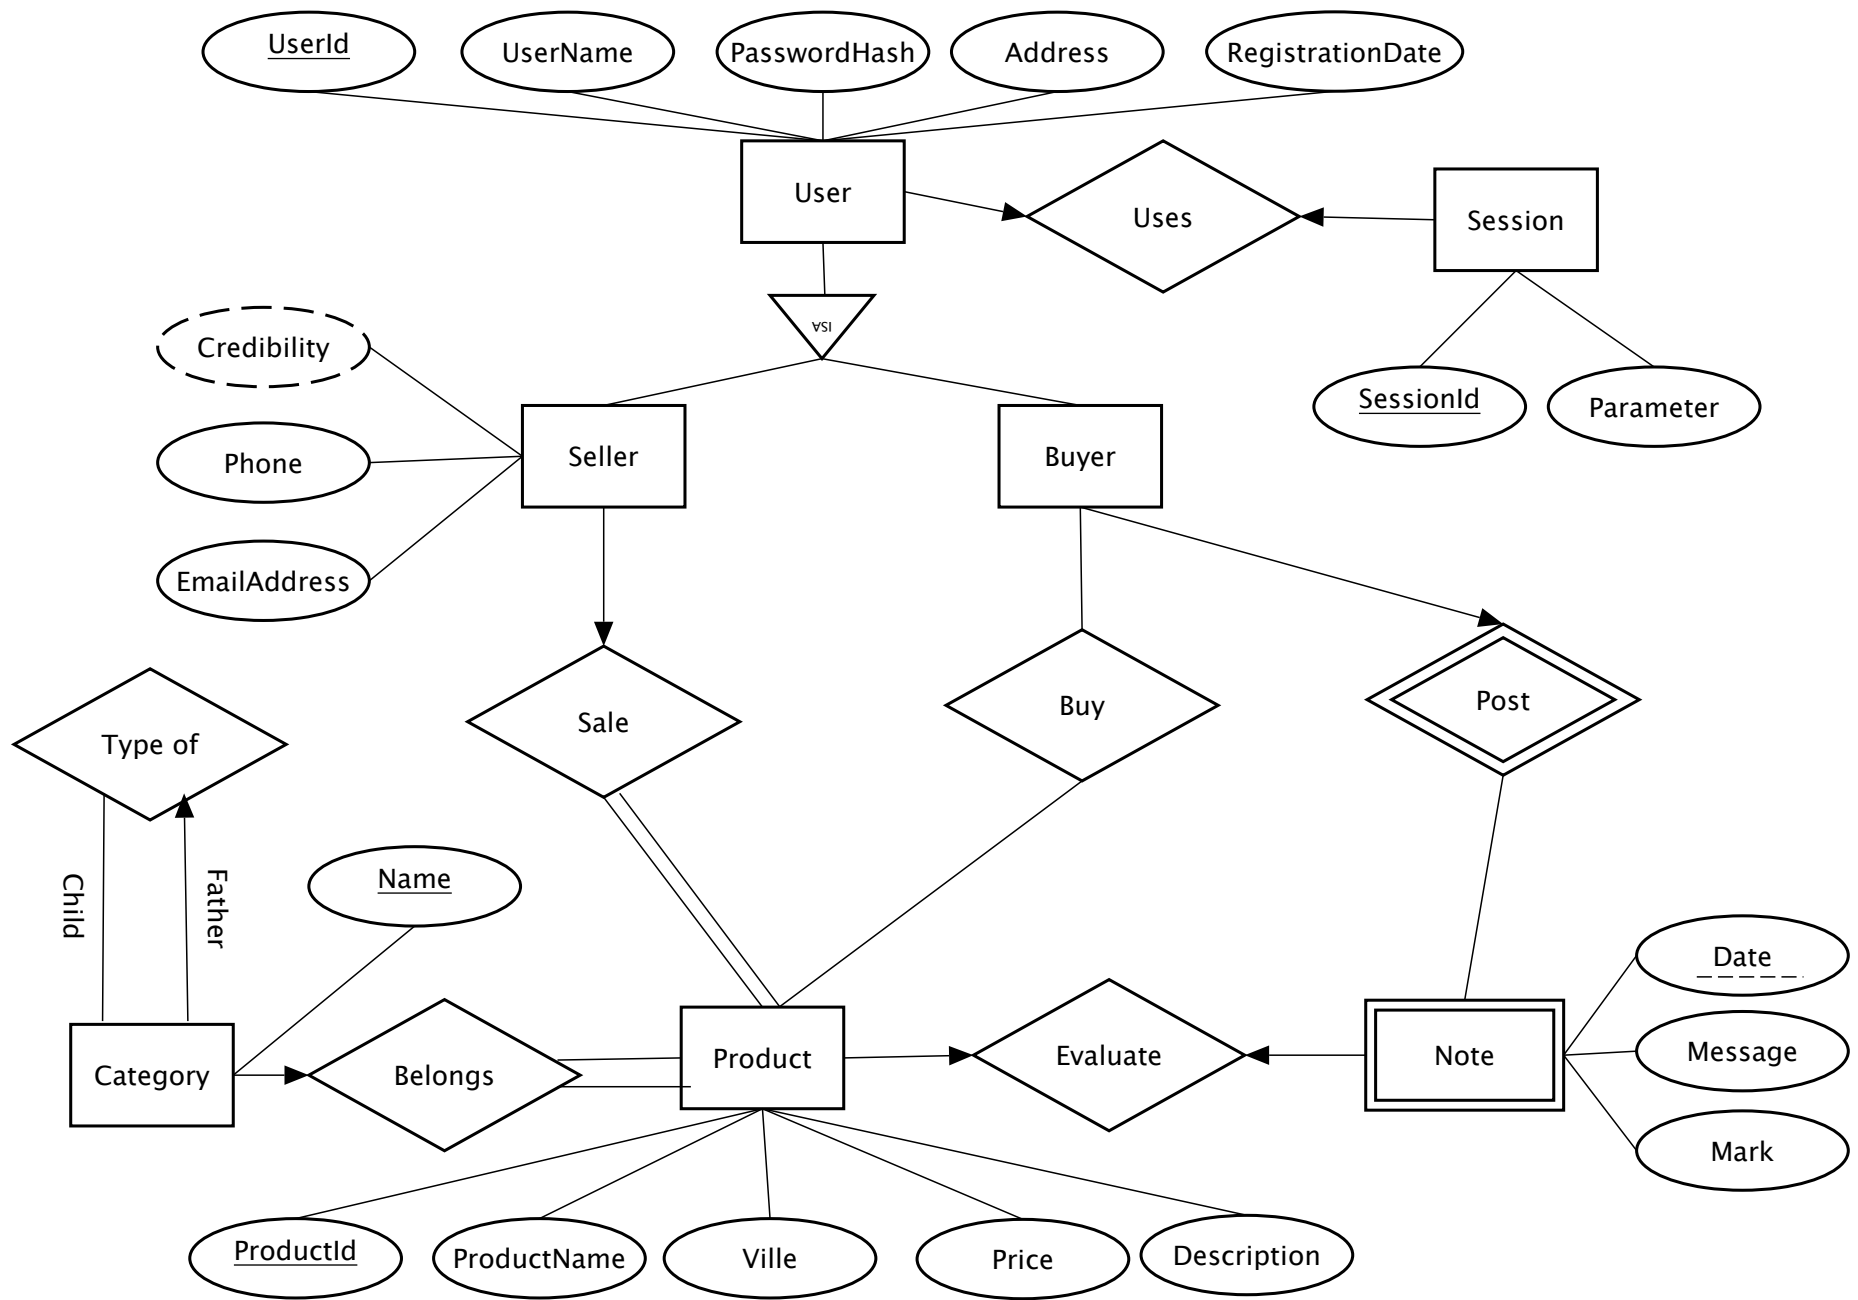 UserId
UserName
PasswordHash
Address
RegistrationDate
User
Uses
Session
ISA
Credibility
Phone
EmailAddress
Seller
Buyer
SessionId
Parameter
Type of
Sale
Buy
Post
Child
Father
Name
Category
Belongs
Product
Evaluate
Note
Date
Message
Mark
ProductId
ProductName
Ville
Price
Description